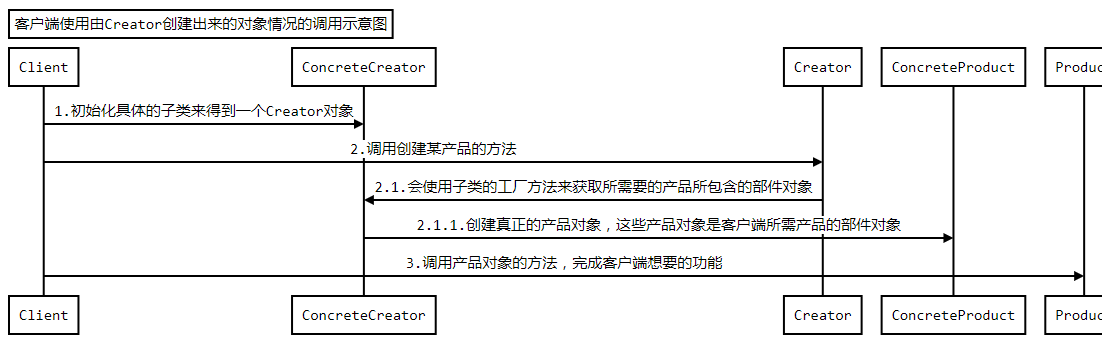 客户端使用由Creator创建出来的对象情况的调用示意图
Client ConcreteCreator Creator ConcreteProduct Produc
1.初始化具体的子类来得到一个Creator对象
2.调用创建某产品的方法
2.1.会使用子类的工厂方法来获取所需要的产品所包含的部件对象
2.1.1.创建真正的产品对象，这些产品对象是客户端所需产品的部件对象
3.调用产品对象的方法，完成客户端想要的功能
Client ConcreteCreator Creator ConcreteProduct Produc